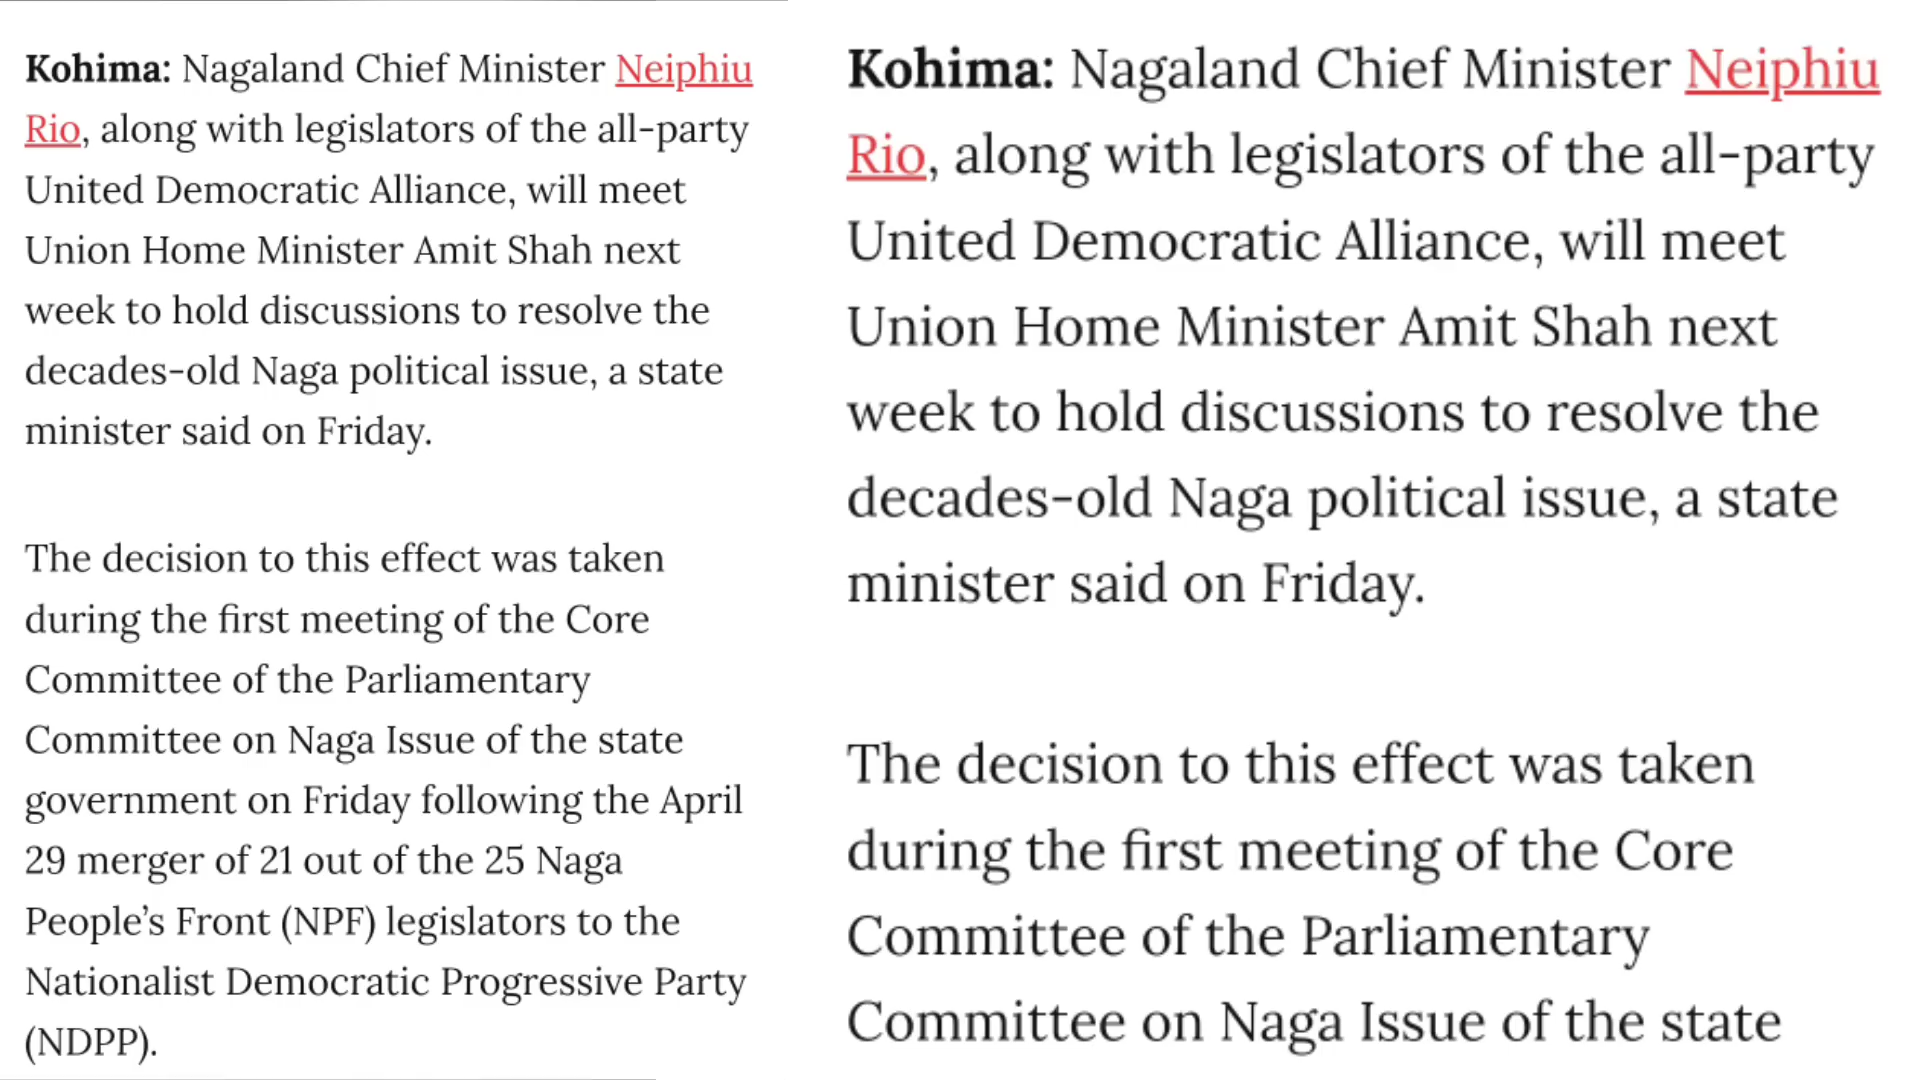 Kohima: Nagaland Chief Minister Neiphiu
Rio, along with legislators of the all-party
United Democratic Alliance, will meet
Union Home Minister Amit Shah next
week to hold discussions to resolve the
decades-old Naga political issue, a state
minister said on Friday.
The decision to this effect was taken
during the first meeting of the Core
Committee of the Parliamentary
Committee on Naga Issue of the state
government on Friday following the April
29 merger of 21 out of the 25 Naga
People’s Front (NPF) legislators to the
Nationalist Democratic Progressive Party
(NDPP).
Kohima: Nagaland Chief Minister Neiphiu
Rio, along with legislators of the all-party
United Democratic Alliance, will meet
Union Home Minister Amit Shah next
week to hold discussions to resolve the
decades-old Naga political issue, a state
minister said on Friday.
The decision to this effect was taken
during the first meeting of the Core
Committee of the Parliamentary
Committee on Naga Issue of the state